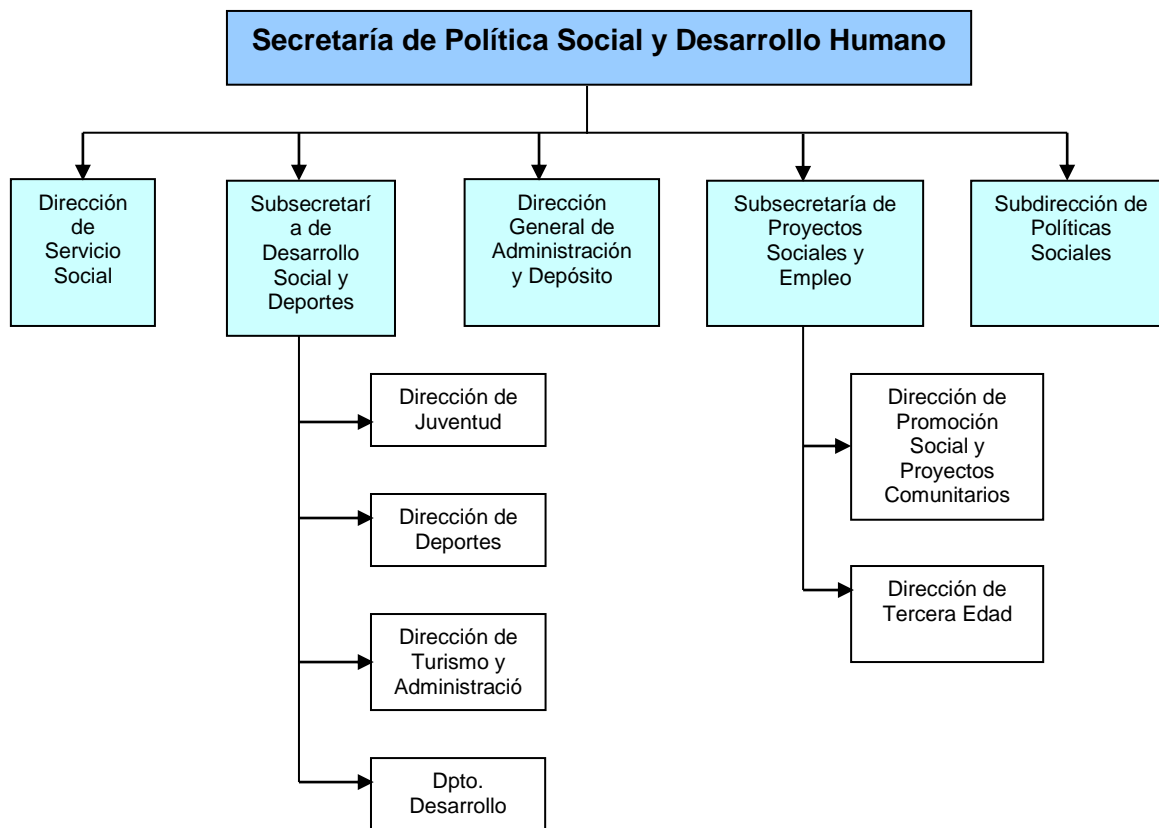 Secretaría de Política Social y Desarrollo Humano
Dirección
de
Servicio
Social
Subsecretarí
a de
Desarrollo
Social y
Deportes
Dirección
General de
Administración
y Depósito
Subsecretaría de
Proyectos
Sociales y
Empleo
Subdirección de
Políticas
Sociales
Dirección de
Juventud
Dirección de
Deportes
Dirección de
Turismo y
Administració
Dpto.
Desarrollo
Dirección de
Promoción
Social y
Proyectos
Comunitarios
Dirección de
Tercera Edad